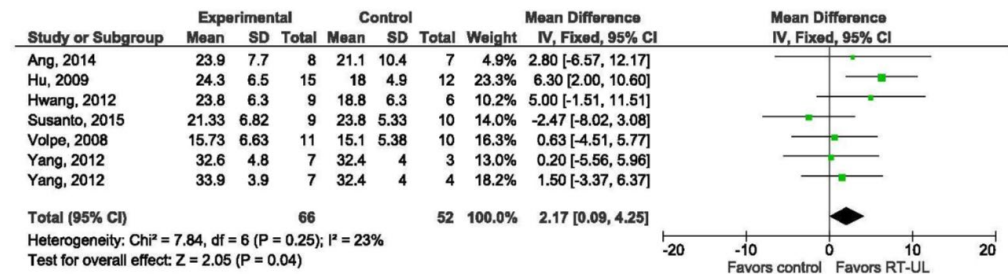 Experimental Control Mean Difference Mean Difference
Study or Subgroup Mean SD Total Mean SD Total Weight IV, Fixed, 95% CI IV, Fixed, 95% CI
Ang, 2014 23.9 7.7 8 21.1 10.4 7 4.9% 2.80 [-6.57, 12.17]
Hu, 2009 24.3 6.5 15 18 4.9 12 23.3% 6.30 [2.00, 10.60]
Hwang, 2012 23.8 6.3 9 18.8 6.3 6 10.2% 5.00 [-1.51, 11.51]
Susanto, 2015 21.33 6.82 9 23.8 5.33 10 14.0% -2.47 [-8.02, 3.08]
Volpe, 2008 15.73 6.63 11 15.1 5.38 10 16.3% 0.63 [-4.51, 5.77]
Yang, 2012 32.6 4.8 7 32.4 4 3 13.0% 0.20 [-5.56, 5.96]
Yang, 2012 33.9 3.9 7 32.4 4 4 18.2% 1.50 [-3.37, 6.37]
Total (95% CI) 66 52 100.0% 2.17 [0.09, 4.25]
Heterogeneity: Chi² = 7.84, df = 6 (P = 0.25); I² = 23%
Test for overall effect: Z = 2.05 (P = 0.04)
-20 -10 0 10 20
Favors control Favors RT-UL